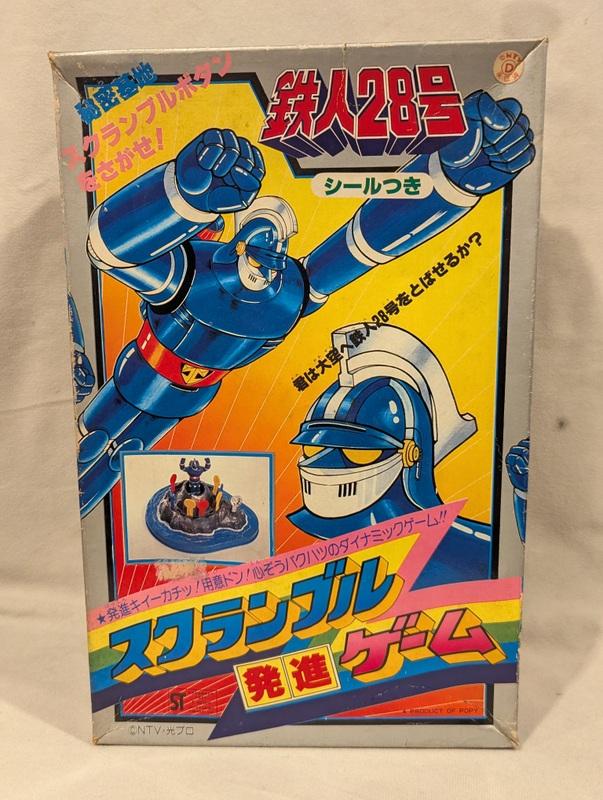 秘密基地
スクランブルボタン
をさがせ!
鉄人28号
シールつき
君は大空へ鉄人28号をとばせるか?
★発進キイーカチッ!用意ドン!心ぞうバクハツのダイナミックゲーム!!
スクランブル
発進ゲーム
ST
A PRODUCT OF POPY
©NTV・光プロ